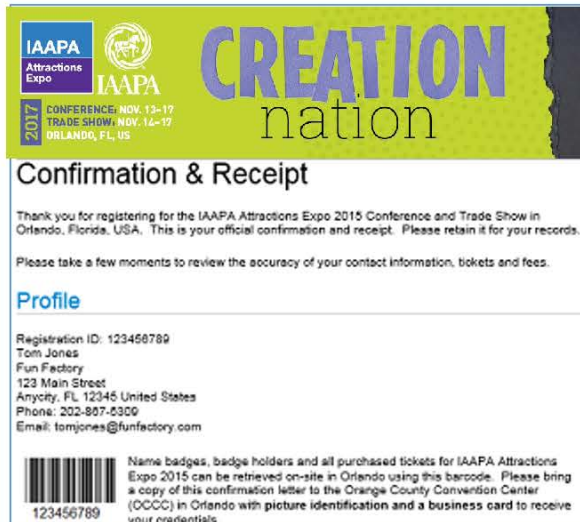 IAAPA
Attractions
Expo
IAAPA
CREATION
nation
2017
CONFERENCE: NOV. 13-17
TRADE SHOW: NOV. 14-17
ORLANDO, FL, US
Confirmation & Receipt
Thank you for registering for the IAAPA Attractions Expo 2015 Conference and Trade Show in
Orlando, Florida, USA. This is your official confirmation and receipt. Please retain it for your records.
Please take a few moments to review the accuracy of your contact information, tickets and fees.
Profile
Registration ID: 123456789
Tom Jones
Fun Factory
123 Main Street
Anycity, FL 12345 United States
Phone: 202-867-5309
Email: tomjones@funfactory.com
Name badges, badge holders and all purchased tickets for IAAPA Attractions
Expo 2015 can be retrieved on-site in Orlando using this barcode. Please bring
a copy of this confirmation letter to the Orange County Convention Center
(OCCC) in Orlando with picture identification and a business card to receive
your credentials
123456789